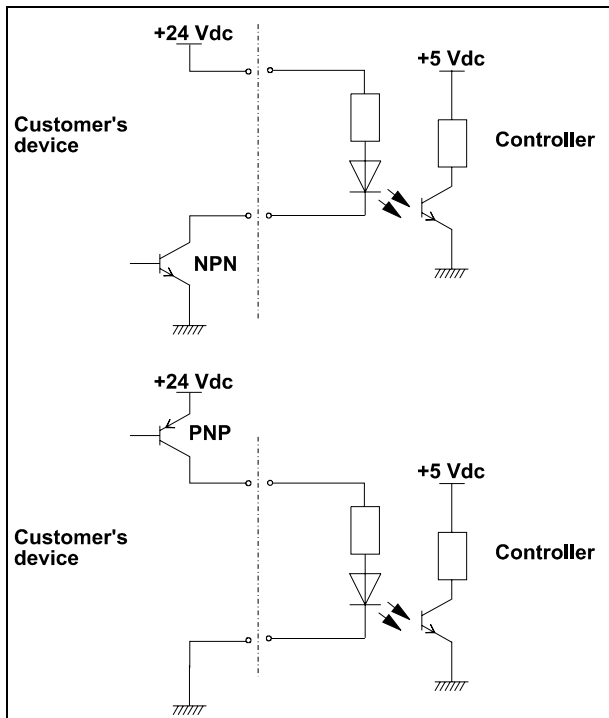 +24 Vdc
+5 Vdc
Customer's
device
Controller
NPN
+24 Vdc
PNP
+5 Vdc
Customer's
device
Controller